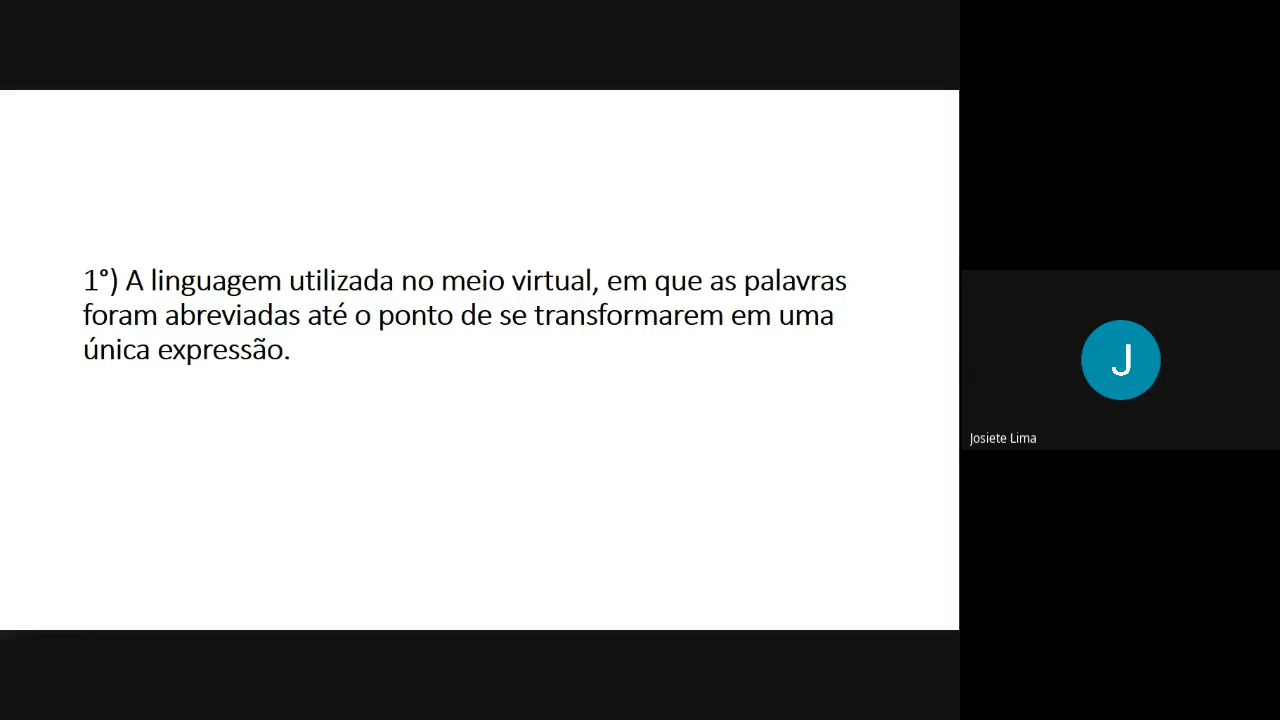 1°) A linguagem utilizada no meio virtual, em que as palavras
foram abreviadas até o ponto de se transformarem em uma
única expressão.
J
Josiete Lima